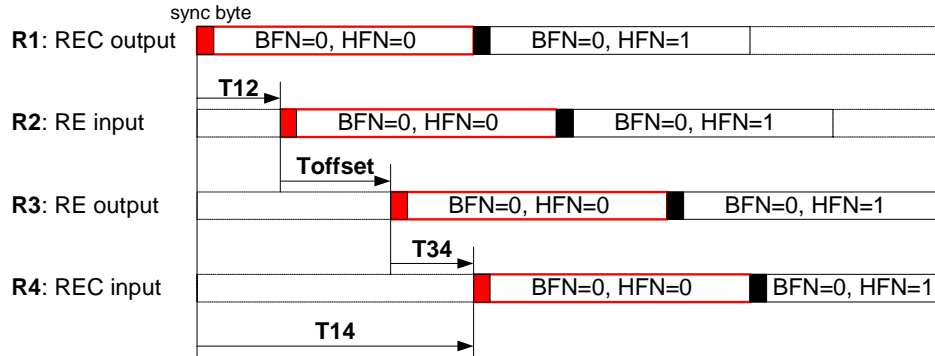 sync byte
R1: REC output BFN=0, HFN=0 BFN=0, HFN=1
T12
R2: RE input BFN=0, HFN=0 BFN=0, HFN=1
Toffset
R3: RE output BFN=0, HFN=0 BFN=0, HFN=1
T34
R4: REC input BFN=0, HFN=0 BFN=0, HFN=1
T14